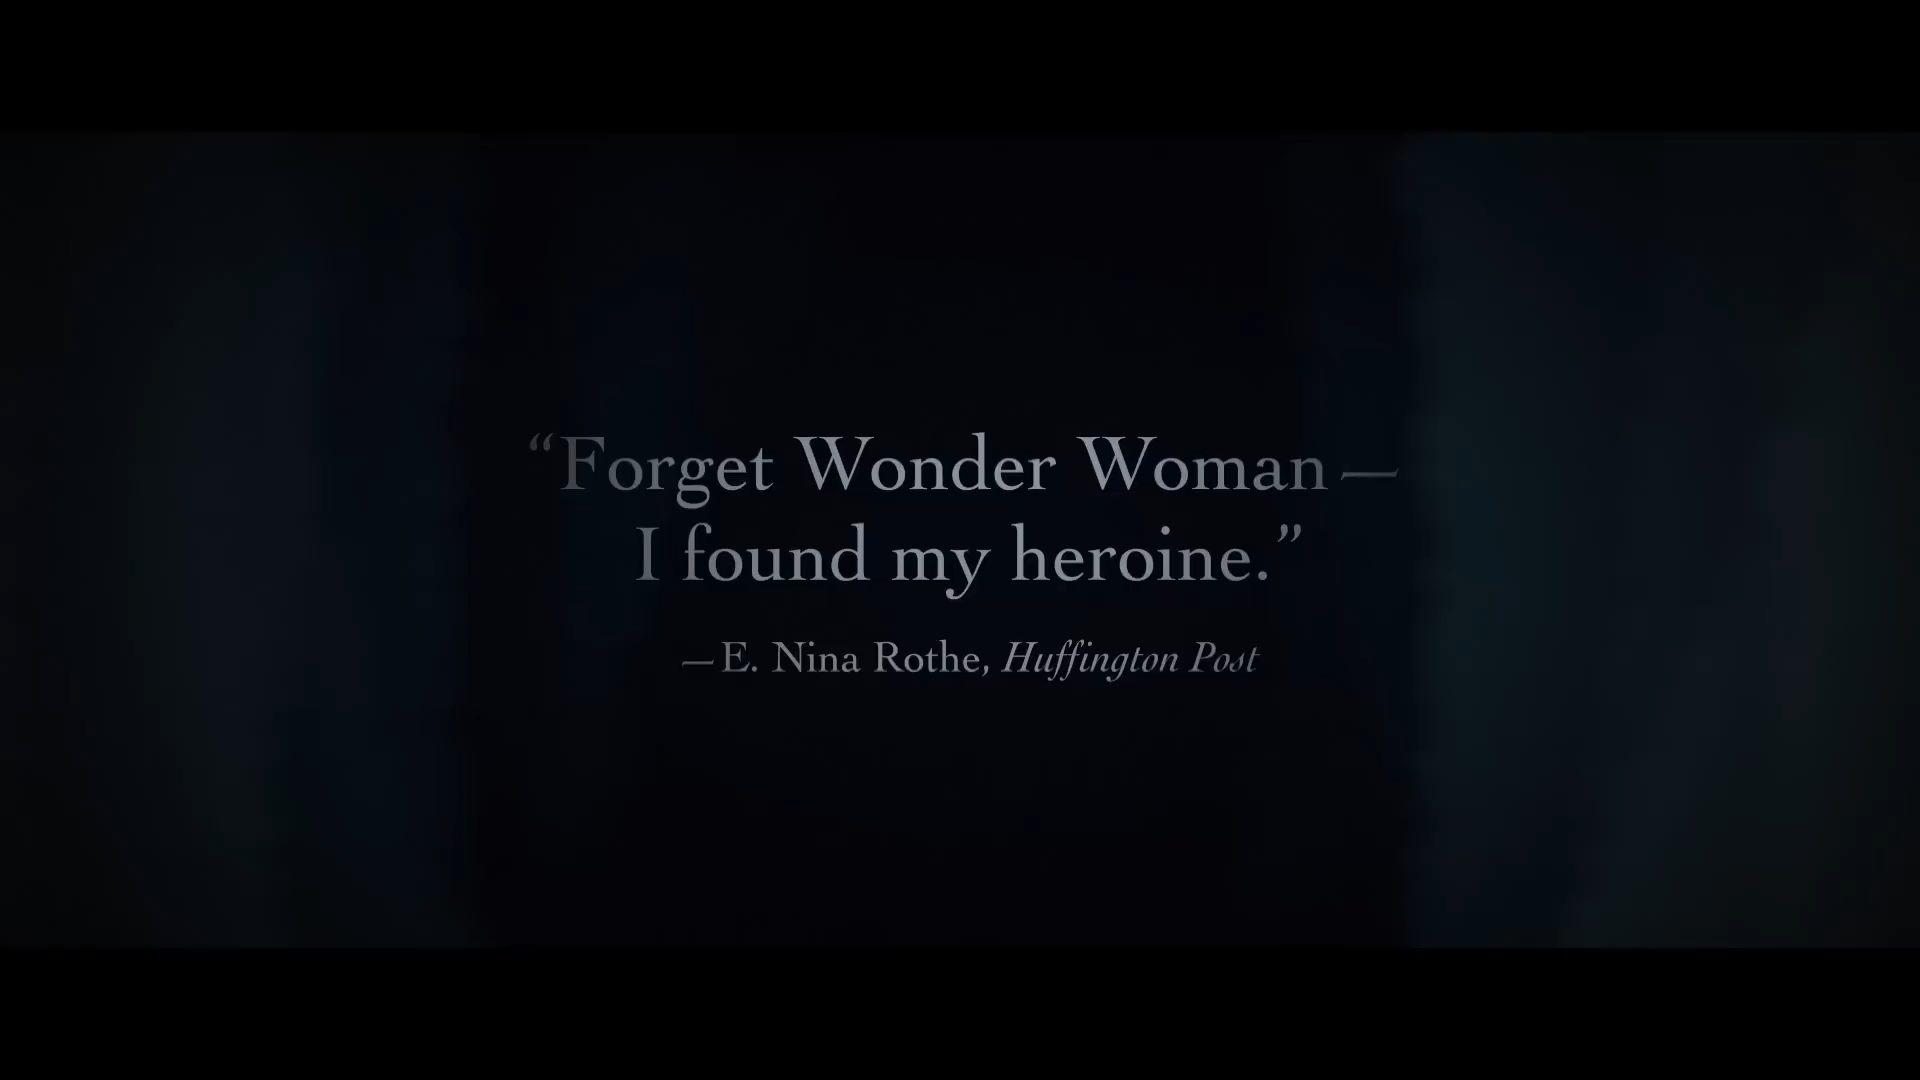 “Forget Wonder Woman—
I found my heroine.”
—E. Nina Rothe, Huffington Post